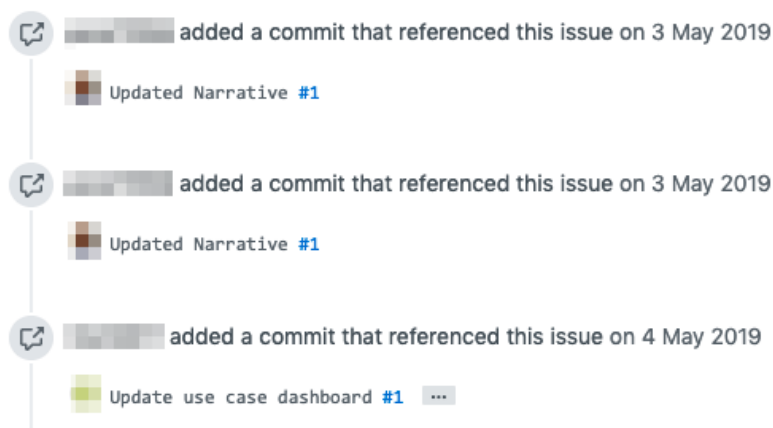 added a commit that referenced this issue on 3 May 2019
Updated Narrative #1
added a commit that referenced this issue on 3 May 2019
Updated Narrative #1
added a commit that referenced this issue on 4 May 2019
Update use case dashboard #1 ...